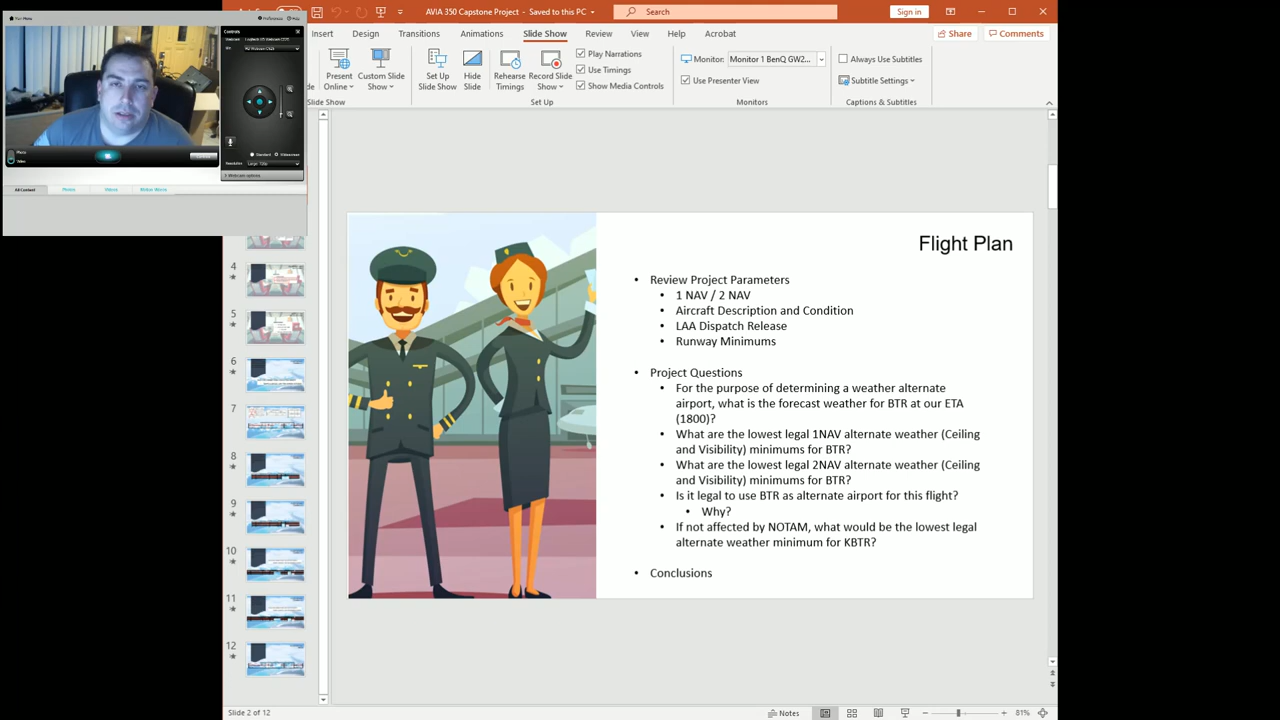 AVIA 350 Capstone Project - Saved to this PC
Search
Sign in
Preferences Help
Controls
Insert Design Transitions Animations Slide Show Review View Help Acrobat Share Comments
Present Online
Custom Slide Show
Set Up Slide Show
Hide Slide
Rehearse Timings
Record Slide Show
Play Narrations
Use Timings
Show Media Controls
Monitor: Monitor 1 BenQ GW2...
Use Presenter View
Always Use Subtitles
Subtitle Settings
Slide Show
Set Up
Monitors
Captions & Subtitles
Photo
Video
4
5
6
7
8
9
10
11
12
Flight Plan
• Review Project Parameters
• 1 NAV / 2 NAV
• Aircraft Description and Condition
• LAA Dispatch Release
• Runway Minimums
• Project Questions
• For the purpose of determining a weather alternate
airport, what is the forecast weather for BTR at our ETA
(1800)?
• What are the lowest legal 1NAV alternate weather (Ceiling
and Visibility) minimums for BTR?
• What are the lowest legal 2NAV alternate weather (Ceiling
and Visibility) minimums for BTR?
• Is it legal to use BTR as alternate airport for this flight?
• Why?
• If not affected by NOTAM, what would be the lowest legal
alternate weather minimum for KBTR?
• Conclusions
Slide 2 of 12
Notes
81%